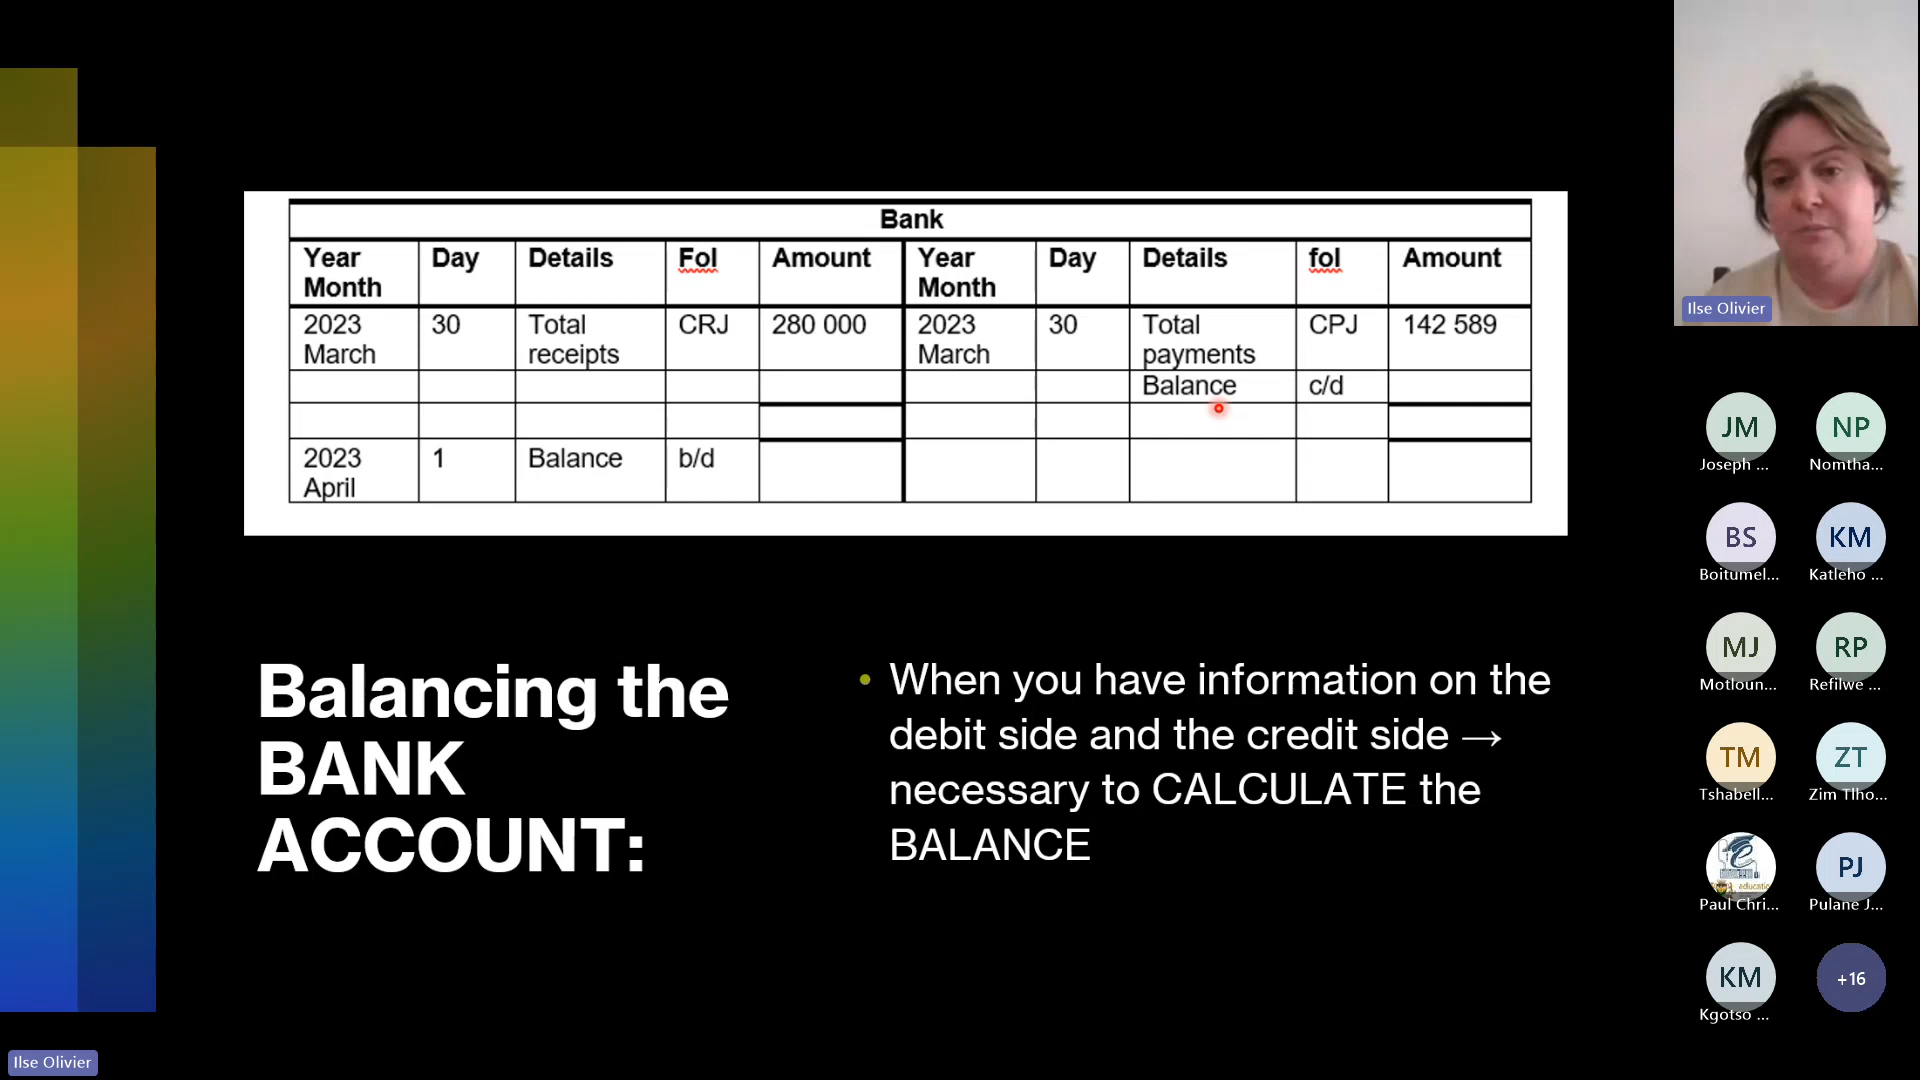 Bank
Year Month Day Details Fol Amount Year Month Day Details fol Amount
2023 March 30 Total receipts CRJ 280 000 2023 March 30 Total payments CPJ 142 589
Balance c/d
2023 April 1 Balance b/d
Balancing the
BANK
ACCOUNT:
• When you have information on the
debit side and the credit side →
necessary to CALCULATE the
BALANCE
Ilse Olivier
JM NP
Joseph ... Nomtha...
BS KM
Boitumel... Katleho ...
MJ RP
Motloun... Refilwe ...
TM ZT
Tshabell... Zim Tlho...
PJ
Paul Chri... Pulane J...
KM +16
Kgotso ...
Ilse Olivier